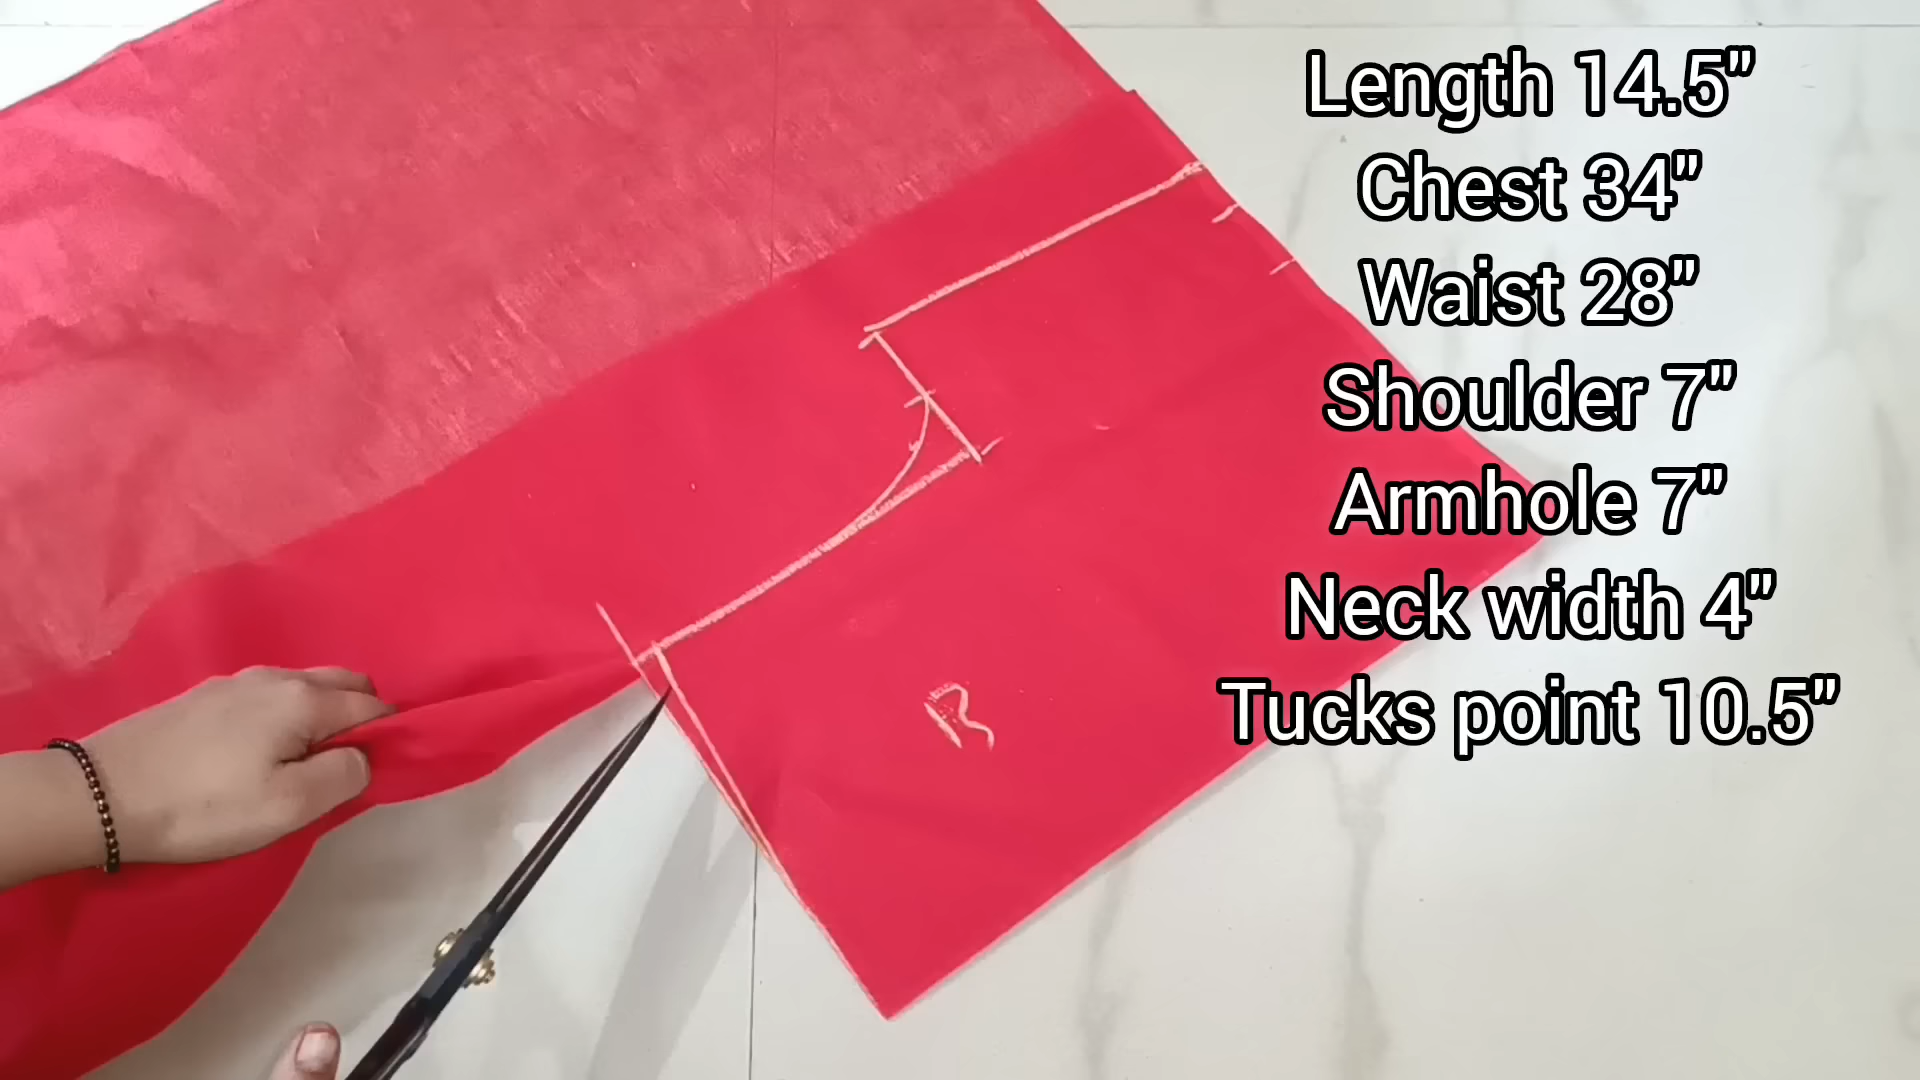 Length 14.5"
Chest 34"
Waist 28"
Shoulder 7"
Armhole 7"
Neck width 4"
Tucks point 10.5"